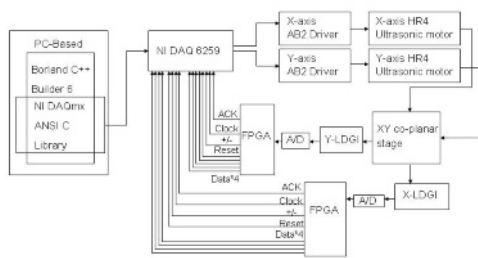 PC-Based
Borland C++
Builder 6
NI DAQmx
ANSI C
Library
NI DAQ 6259
X-axis
AB2 Driver
X-axis HR4
Ultrasonic motor
Y-axis
AB2 Driver
Y-axis HR4
Ultrasonic motor
ACK
Clock
+/-
Reset
Data*4
FPGA
A/D
Y-LDGI
XY co-planar
stage
ACK
Clock
+/-
Reset
Data*4
FPGA
A/D
X-LDGI